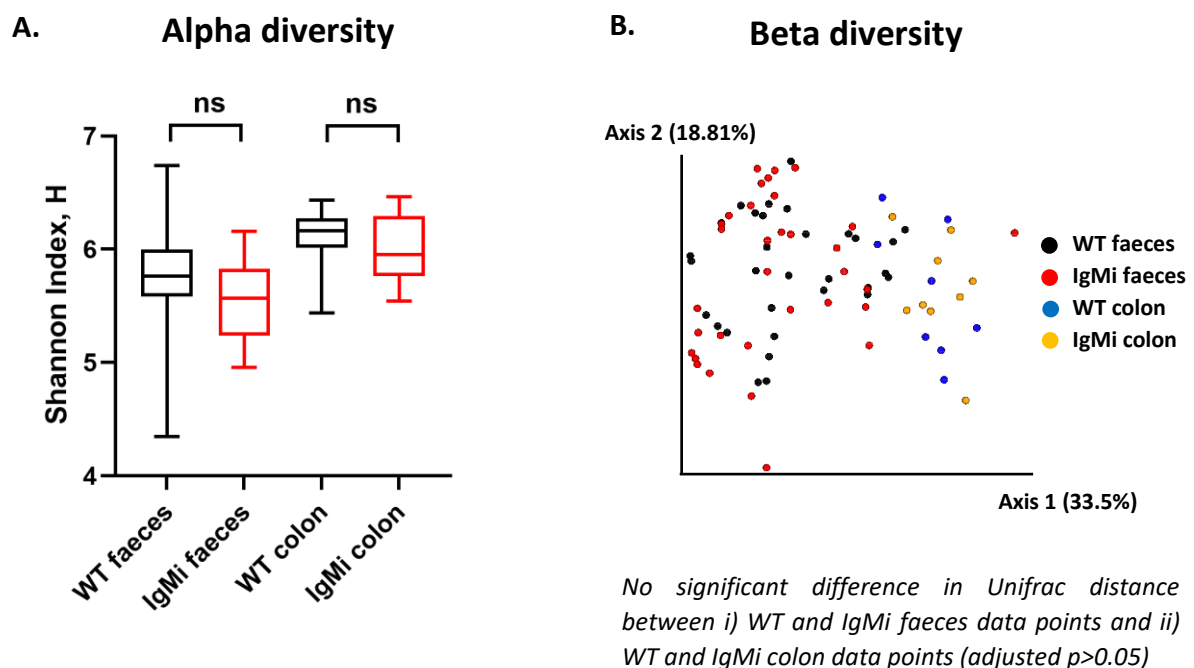 A.
Alpha diversity
ns
ns
7
6
5
4
Shannon Index, H
WT faeces
IgMi faeces
WT colon
IgMi colon
B.
Beta diversity
Axis 2 (18.81%)
WT faeces
IgMi faeces
WT colon
IgMi colon
Axis 1 (33.5%)
No significant difference in Unifrac distance
between i) WT and IgMi faeces data points and ii)
WT and IgMi colon data points (adjusted p>0.05)